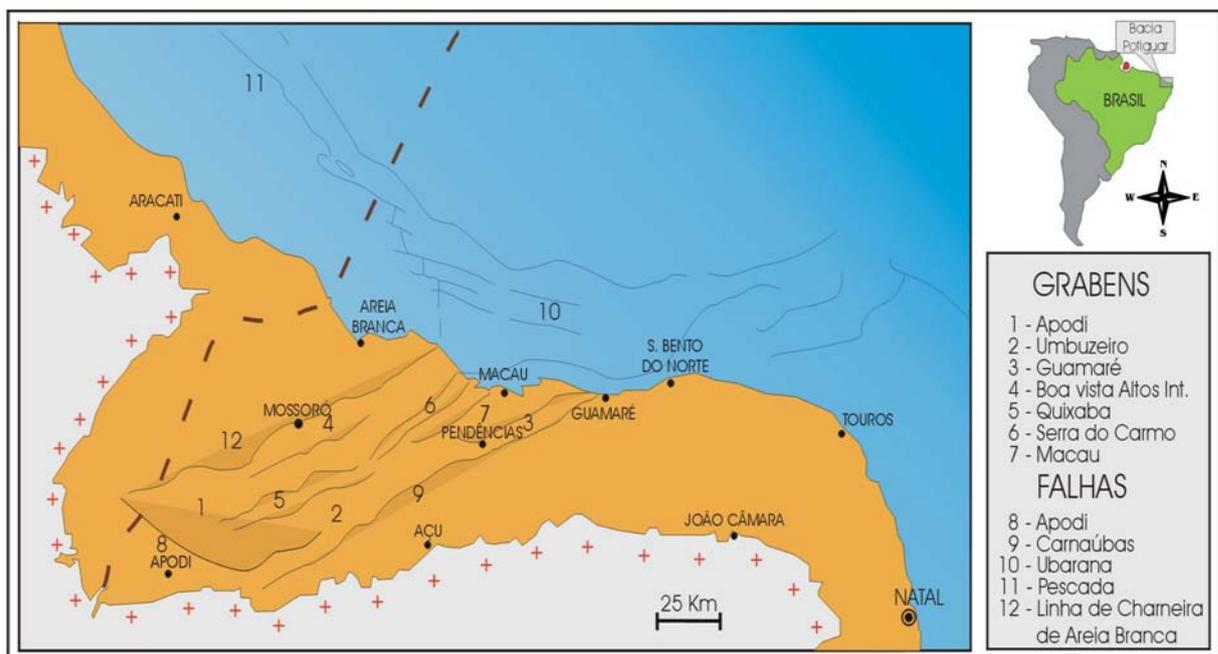 11
ARACATI
AREIA
BRANCA
10
S. BENTO
DO NORTE
MACAU
MOSSORÓ
6
7
GUAMARÉ
4
3
PENDÊNCIAS
TOUROS
12
1
5
2
9
8
APODI
AÇU
JOÃO CÂMARA
25 Km
NATAL
Bacia
Potiguar
BRASIL
N
W
E
S
GRABENS
1 - Apodi
2 - Umbuzeiro
3 - Guamaré
4 - Boa vista Altos Int.
5 - Quixaba
6 - Serra do Carmo
7 - Macau
FALHAS
8 - Apodi
9 - Carnaúbas
10 - Ubarana
11 - Pescada
12 - Linha de Charneira
de Areia Branca